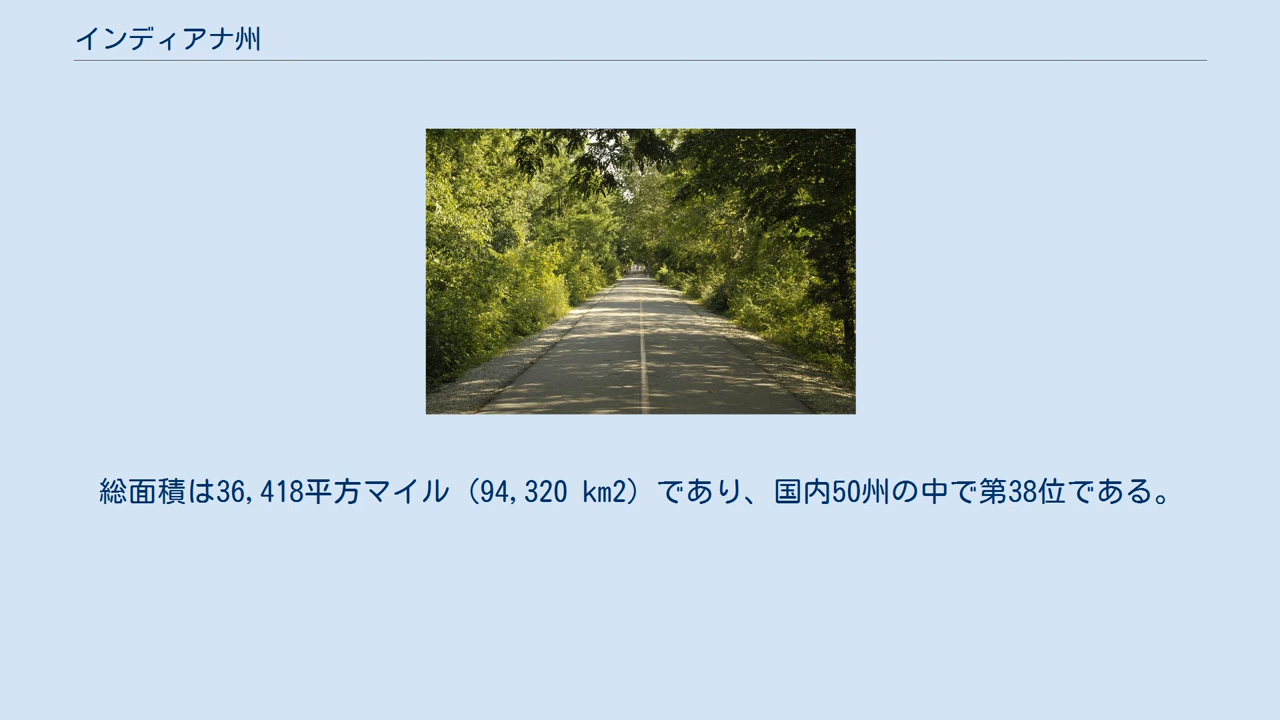 インディアナ州
総面積は36,418平方マイル（94,320 km2）であり、国内50州の中で第38位である。